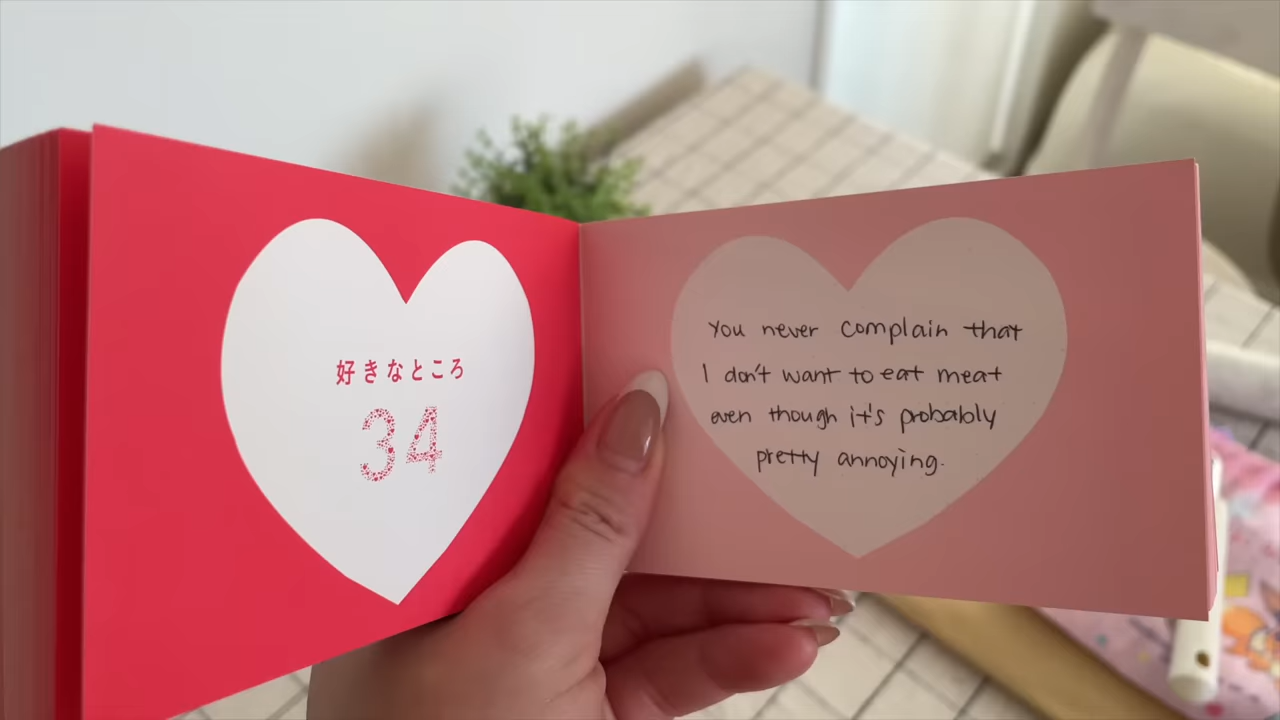 好きなところ
34
You never complain that
I don't want to eat meat
even though it's probably
pretty annoying.